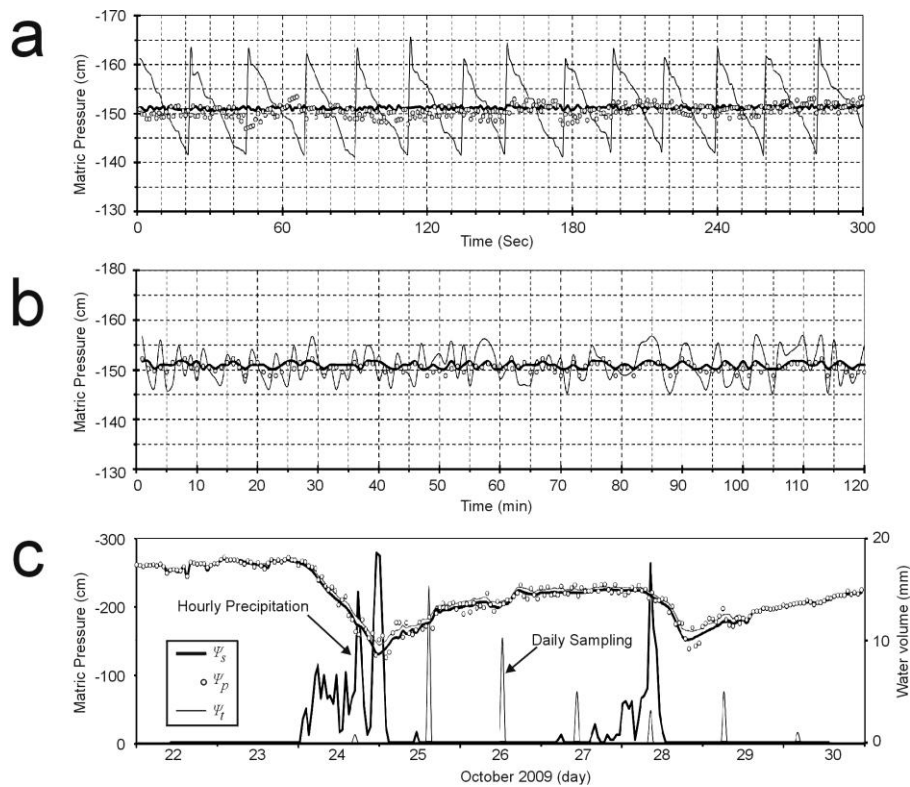 a
Matric Pressure (cm)
-170
-160
-150
-140
-130
0 60 120 180 240 300
Time (Sec)
b
Matric Pressure (cm)
-180
-160
-150
-140
-130
0 10 20 30 40 50 60 70 80 90 100 110 120
Time (min)
c
Matric Pressure (cm)
-300
-200
-100
0
Hourly Precipitation
Daily Sampling
Ψs
Ψp
Ψt
20
10
0
Water volume (mm)
22 23 24 25 26 27 28 29 30
October 2009 (day)